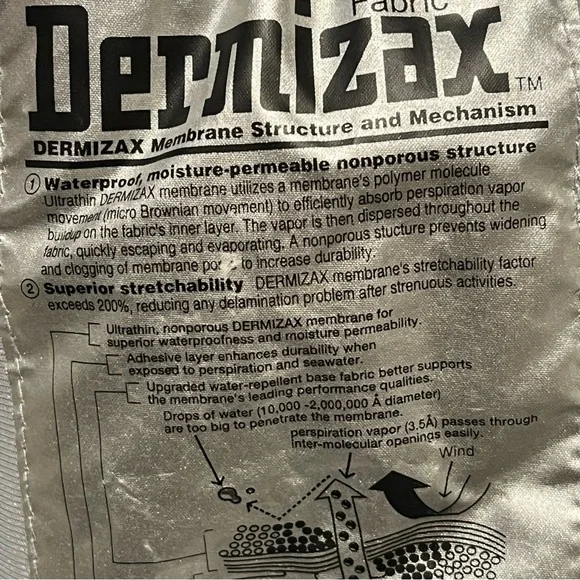 Fabric
Dermizax TM
DERMIZAX Membrane Structure and Mechanism
① Waterproof, moisture-permeable nonporous structure
Ultrathin DERMIZAX membrane utilizes a membrane's polymer molecule
movement (micro Brownian movement) to efficiently absorb perspiration vapor
buildup on the fabric's inner layer. The vapor is then dispersed throughout the
fabric, quickly escaping and evaporating. A nonporous stucture prevents widening
and clogging of membrane to increase durability.
② Superior stretchability DERMIZAX membrane's stretchability factor
exceeds 200%, reducing any delamination problem after strenuous activities.
Ultrathin, nonporous DERMIZAX membrane for
superior waterproofness and moisture permeability.
Adhesive layer enhances durability when
exposed to perspiration and seawater.
Upgraded water-repellent base fabric better supports
the membrane's leading performance qualities.
Drops of water (10,000 -2,000,000 Å diameter)
are too big to penetrate the membrane.
perspiration vapor (3.5Å) passes through
inter-molecular openings easily.
Wind